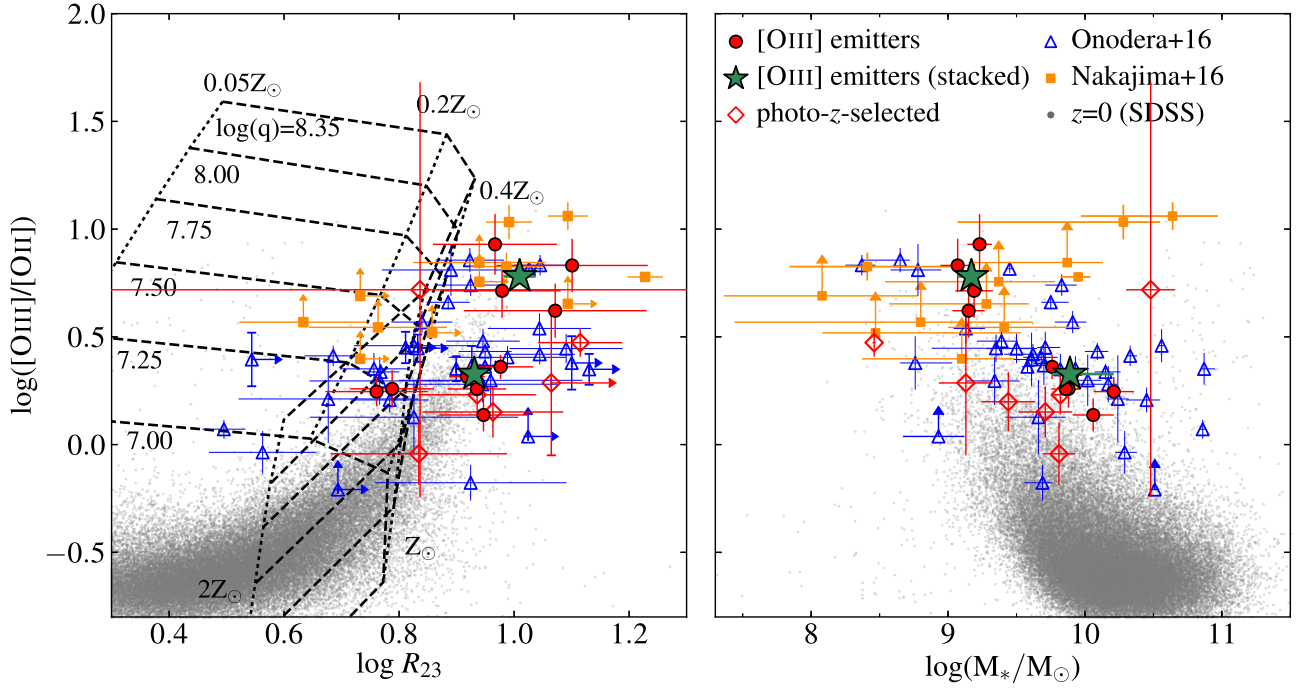 2.0
1.5
1.0
0.5
0.0
−0.5
log([OIII]/[OII])
0.05Z☉
log(q)=8.35
8.00
7.75
7.50
7.25
7.00
0.2Z☉
0.4Z☉
Z☉
2Z☉
0.4
0.6
0.8
1.0
1.2
log R₂₃
[OIII] emitters
[OIII] emitters (stacked)
photo-z-selected
Onodera+16
Nakajima+16
z=0 (SDSS)
8
9
10
11
log(M∗/M☉)